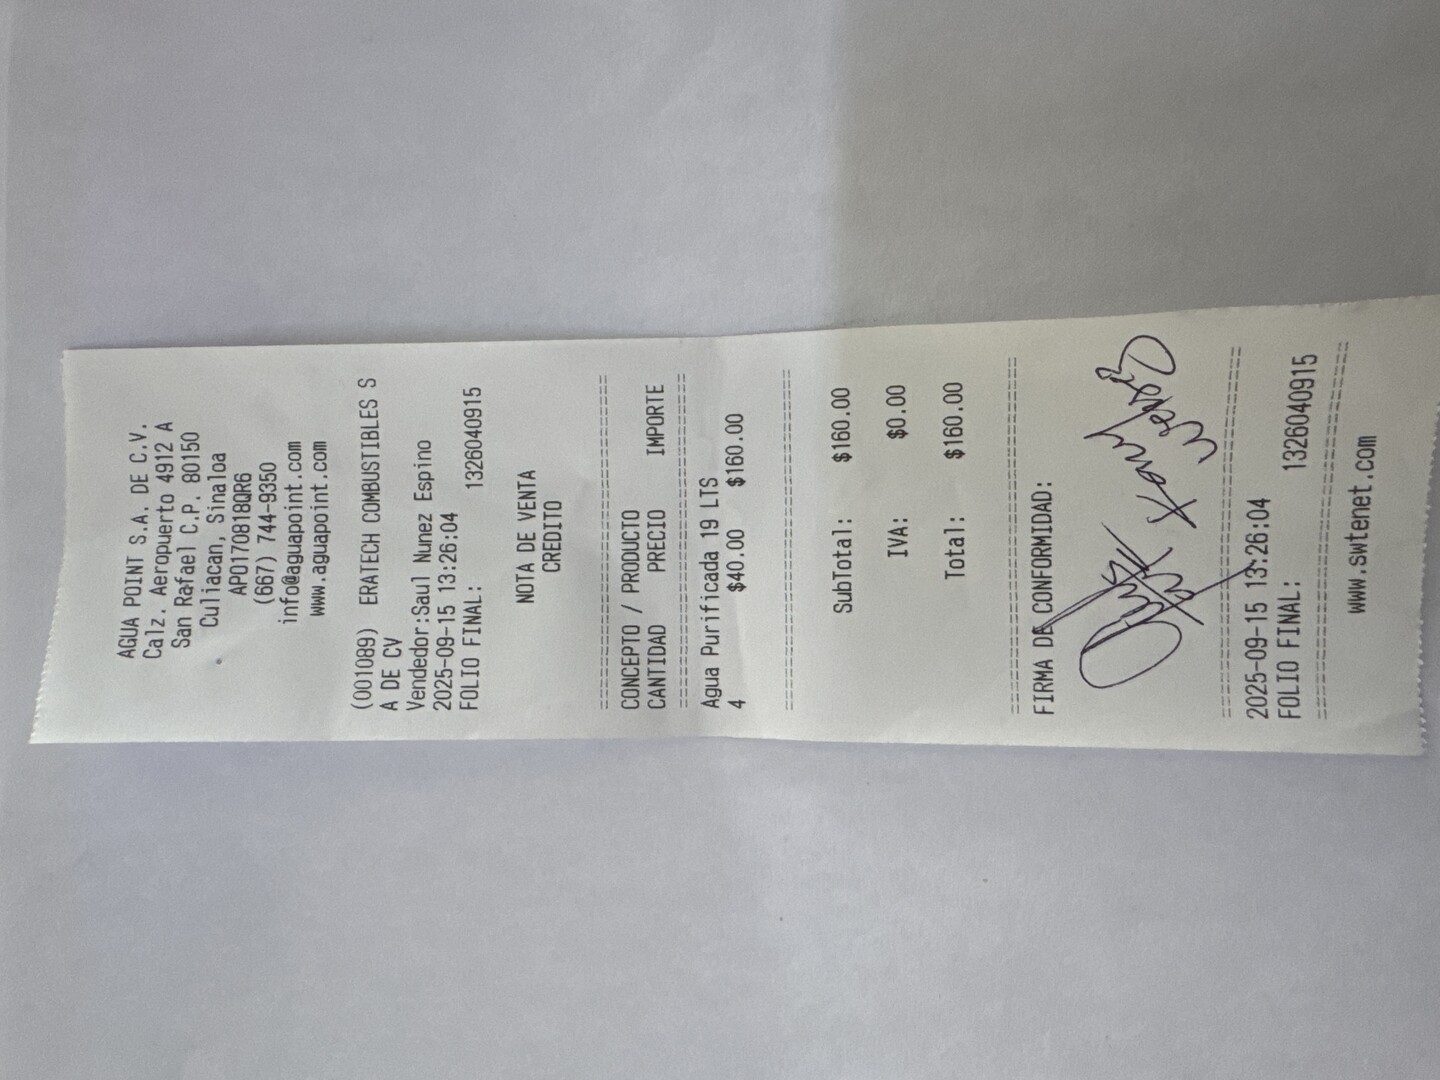 AGUA POINT S.A. DE C.V.
Calz. Aeropuerto 4912 A
San Rafael C.P. 80150
Culiacan, Sinaloa
APO170818QR6
(667) 744-9350
info@aguapoint.com
www.aguapoint.com
(001089) ERATECH COMBUSTIBLES S
A DE CV
Vendedor:Saul Nunez Espino
2025-09-15 13:26:04
FOLIO FINAL: 1326040915
NOTA DE VENTA
CREDITO
CONCEPTO / PRODUCTO
CANTIDAD PRECIO IMPORTE
Agua Purificada 19 LTS
4 $40.00 $160.00
SubTotal: $160.00
IVA: $0.00
Total: $160.00
FIRMA DE CONFORMIDAD:
2025-09-15 13:26:04
FOLIO FINAL: 1326040915
www.swtenet.com